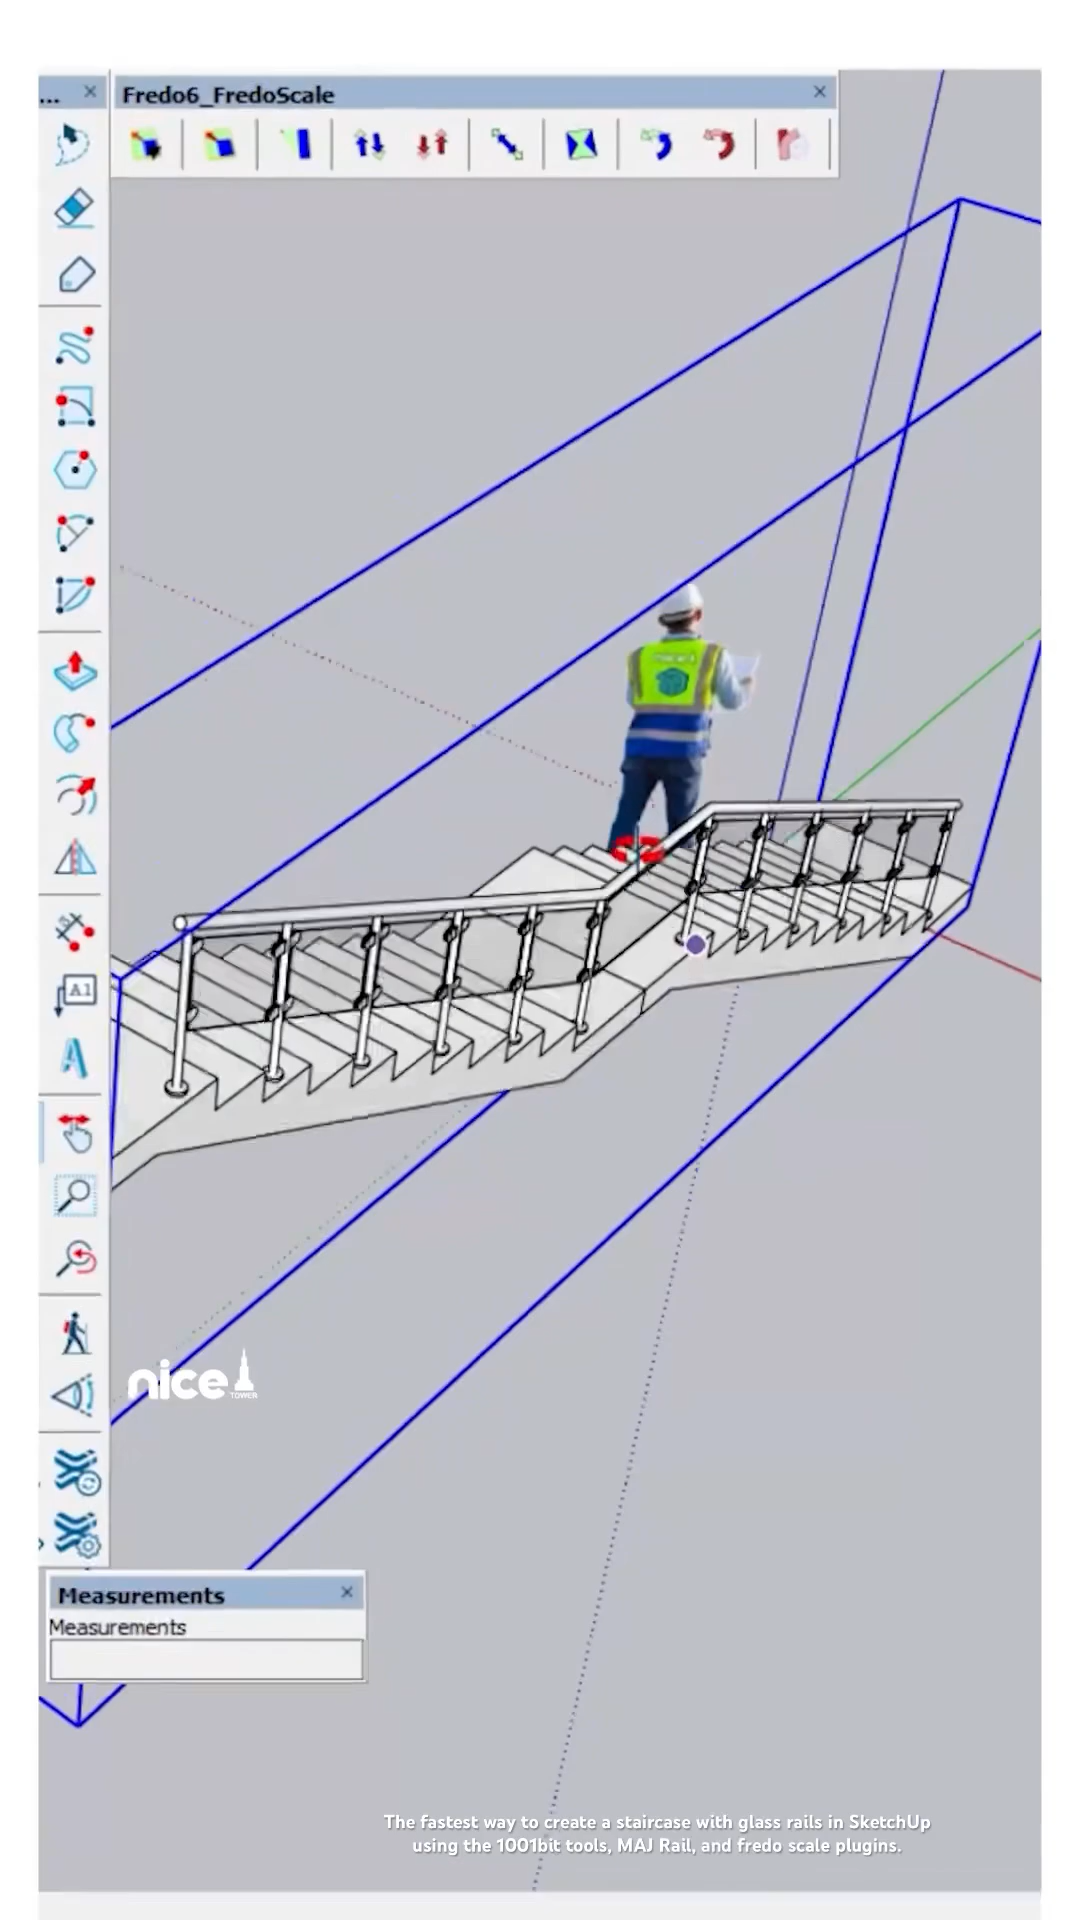 ...
Fredo6_FredoScale
A1
A
nice
TOWER
Measurements
Measurements
The fastest way to create a staircase with glass rails in SketchUp
using the 1001bit tools, MAJ Rail, and fredo scale plugins.